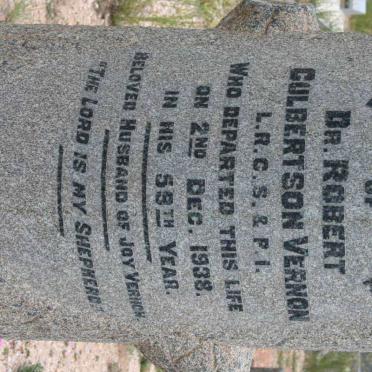 OF
DR. ROBERT
CULBERTSON VERNON
L.R.C.S. & P.I.
WHO DEPARTED THIS LIFE
ON 2ND DEC. 1938.
IN HIS 58TH YEAR.
BELOVED HUSBAND OF JOY VERNON
"THE LORD IS MY SHEPHERD"